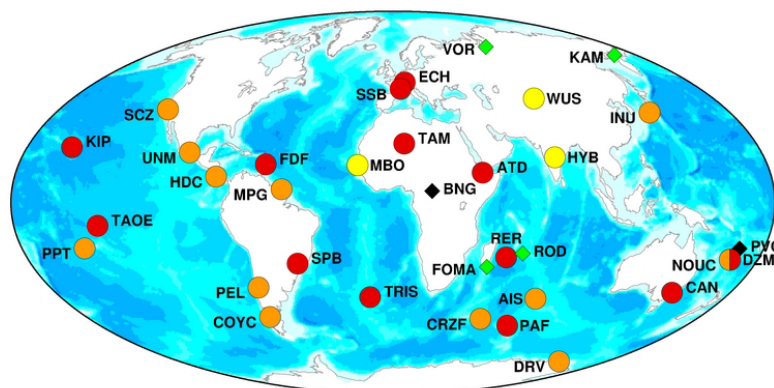 VOR
KAM
ECH
SSB
WUS
SCZ
INU
KIP
TAM
UNM
FDF
MBO
HYB
HDC
ATD
MPG
BNG
TAOE
PPT
RER
ROD
PVC
SPB
FOMA
NOUC
DZM
PEL
TRIS
AIS
CAN
COYC
CRZF
PAF
DRV